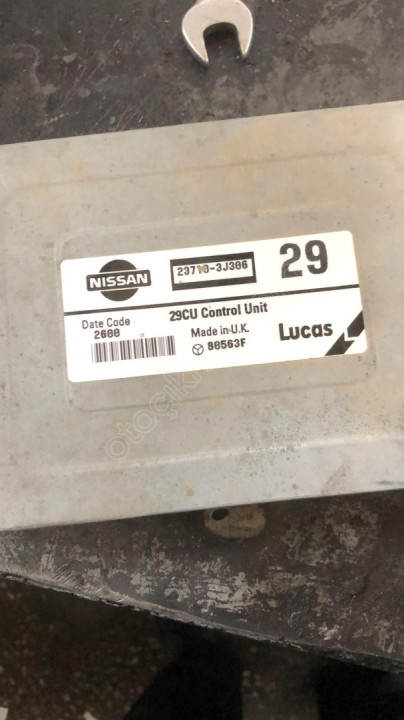 NISSAN
23710-3J306
29
29CU Control Unit
Date Code
2600
Made in U.K.
80563F
Lucas